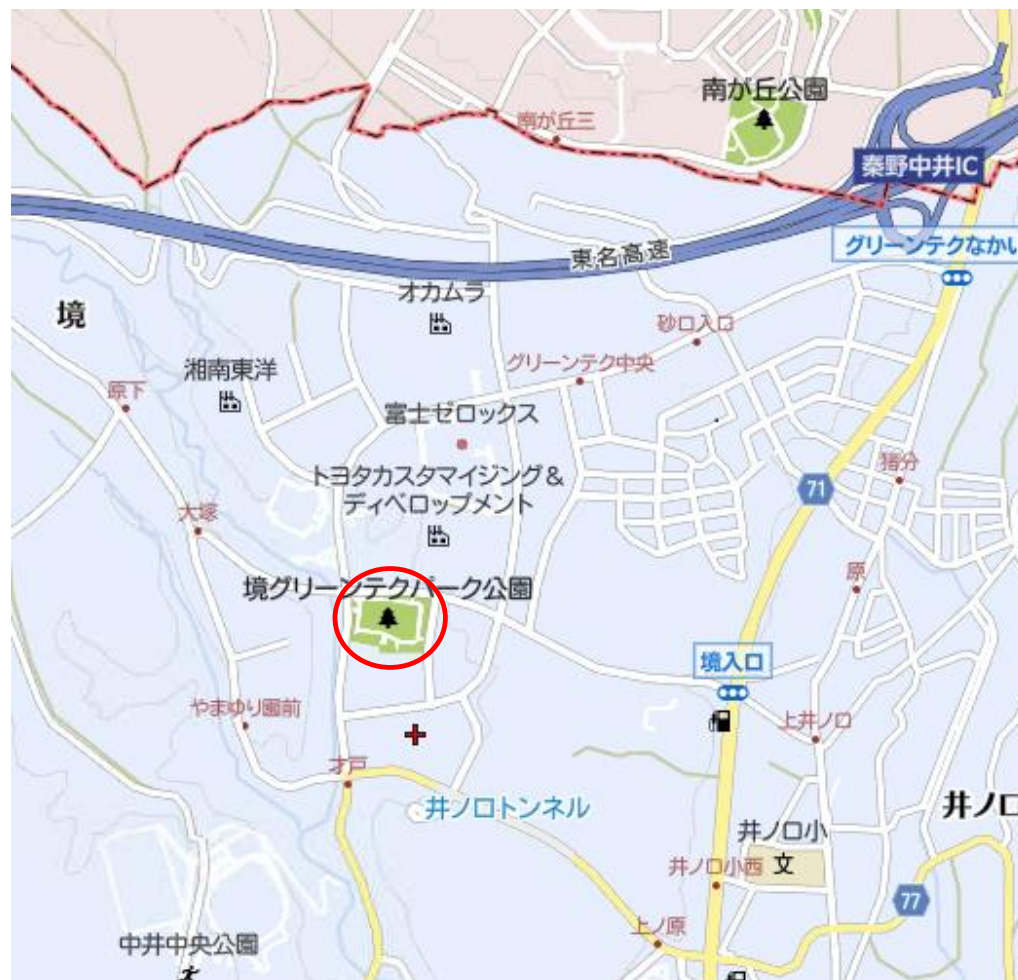 南が丘公園
南が丘三
秦野中井IC
東名高速
グリーンテクなかい
オカムラ
境
砂口入口
湘南東洋
グリーンテク中央
原下
富士ゼロックス
トヨタカスタマイジング&
ディベロップメント
猪分
71
大塚
原
境グリーンテクパーク公園
境入口
やまゆり園前
上井ノ口
才戸
井ノ口トンネル
井ノ口
井ノ口小
文
井ノ口小西
77
上ノ原
中井中央公園